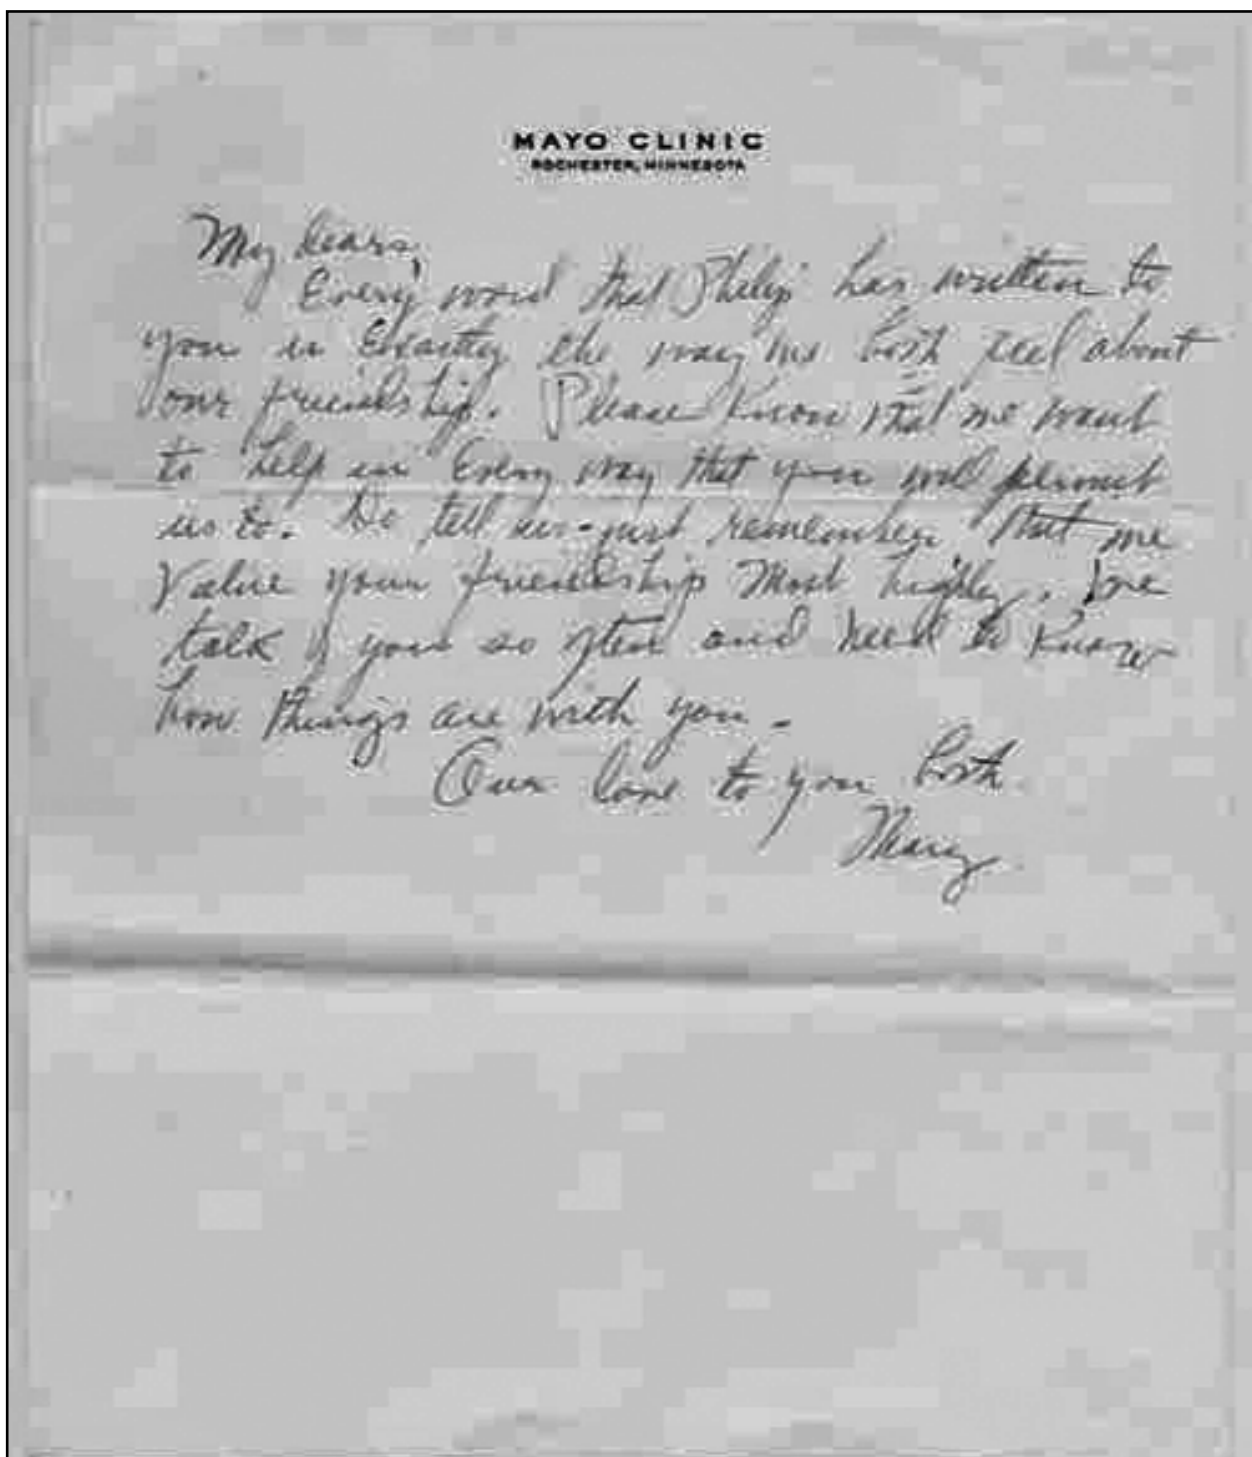 MAYO CLINIC
ROCHESTER, MINNESOTA
My dears,
Every word that Philip has written to
you is exactly the way we both feel about
our friendship. Please know that we want
to help in every way that you will permit
us to. Do tell us - just remember that we
value your friendship most highly. We
talk of you so often and need to know
how things are with you -
Our love to you both.
Mary